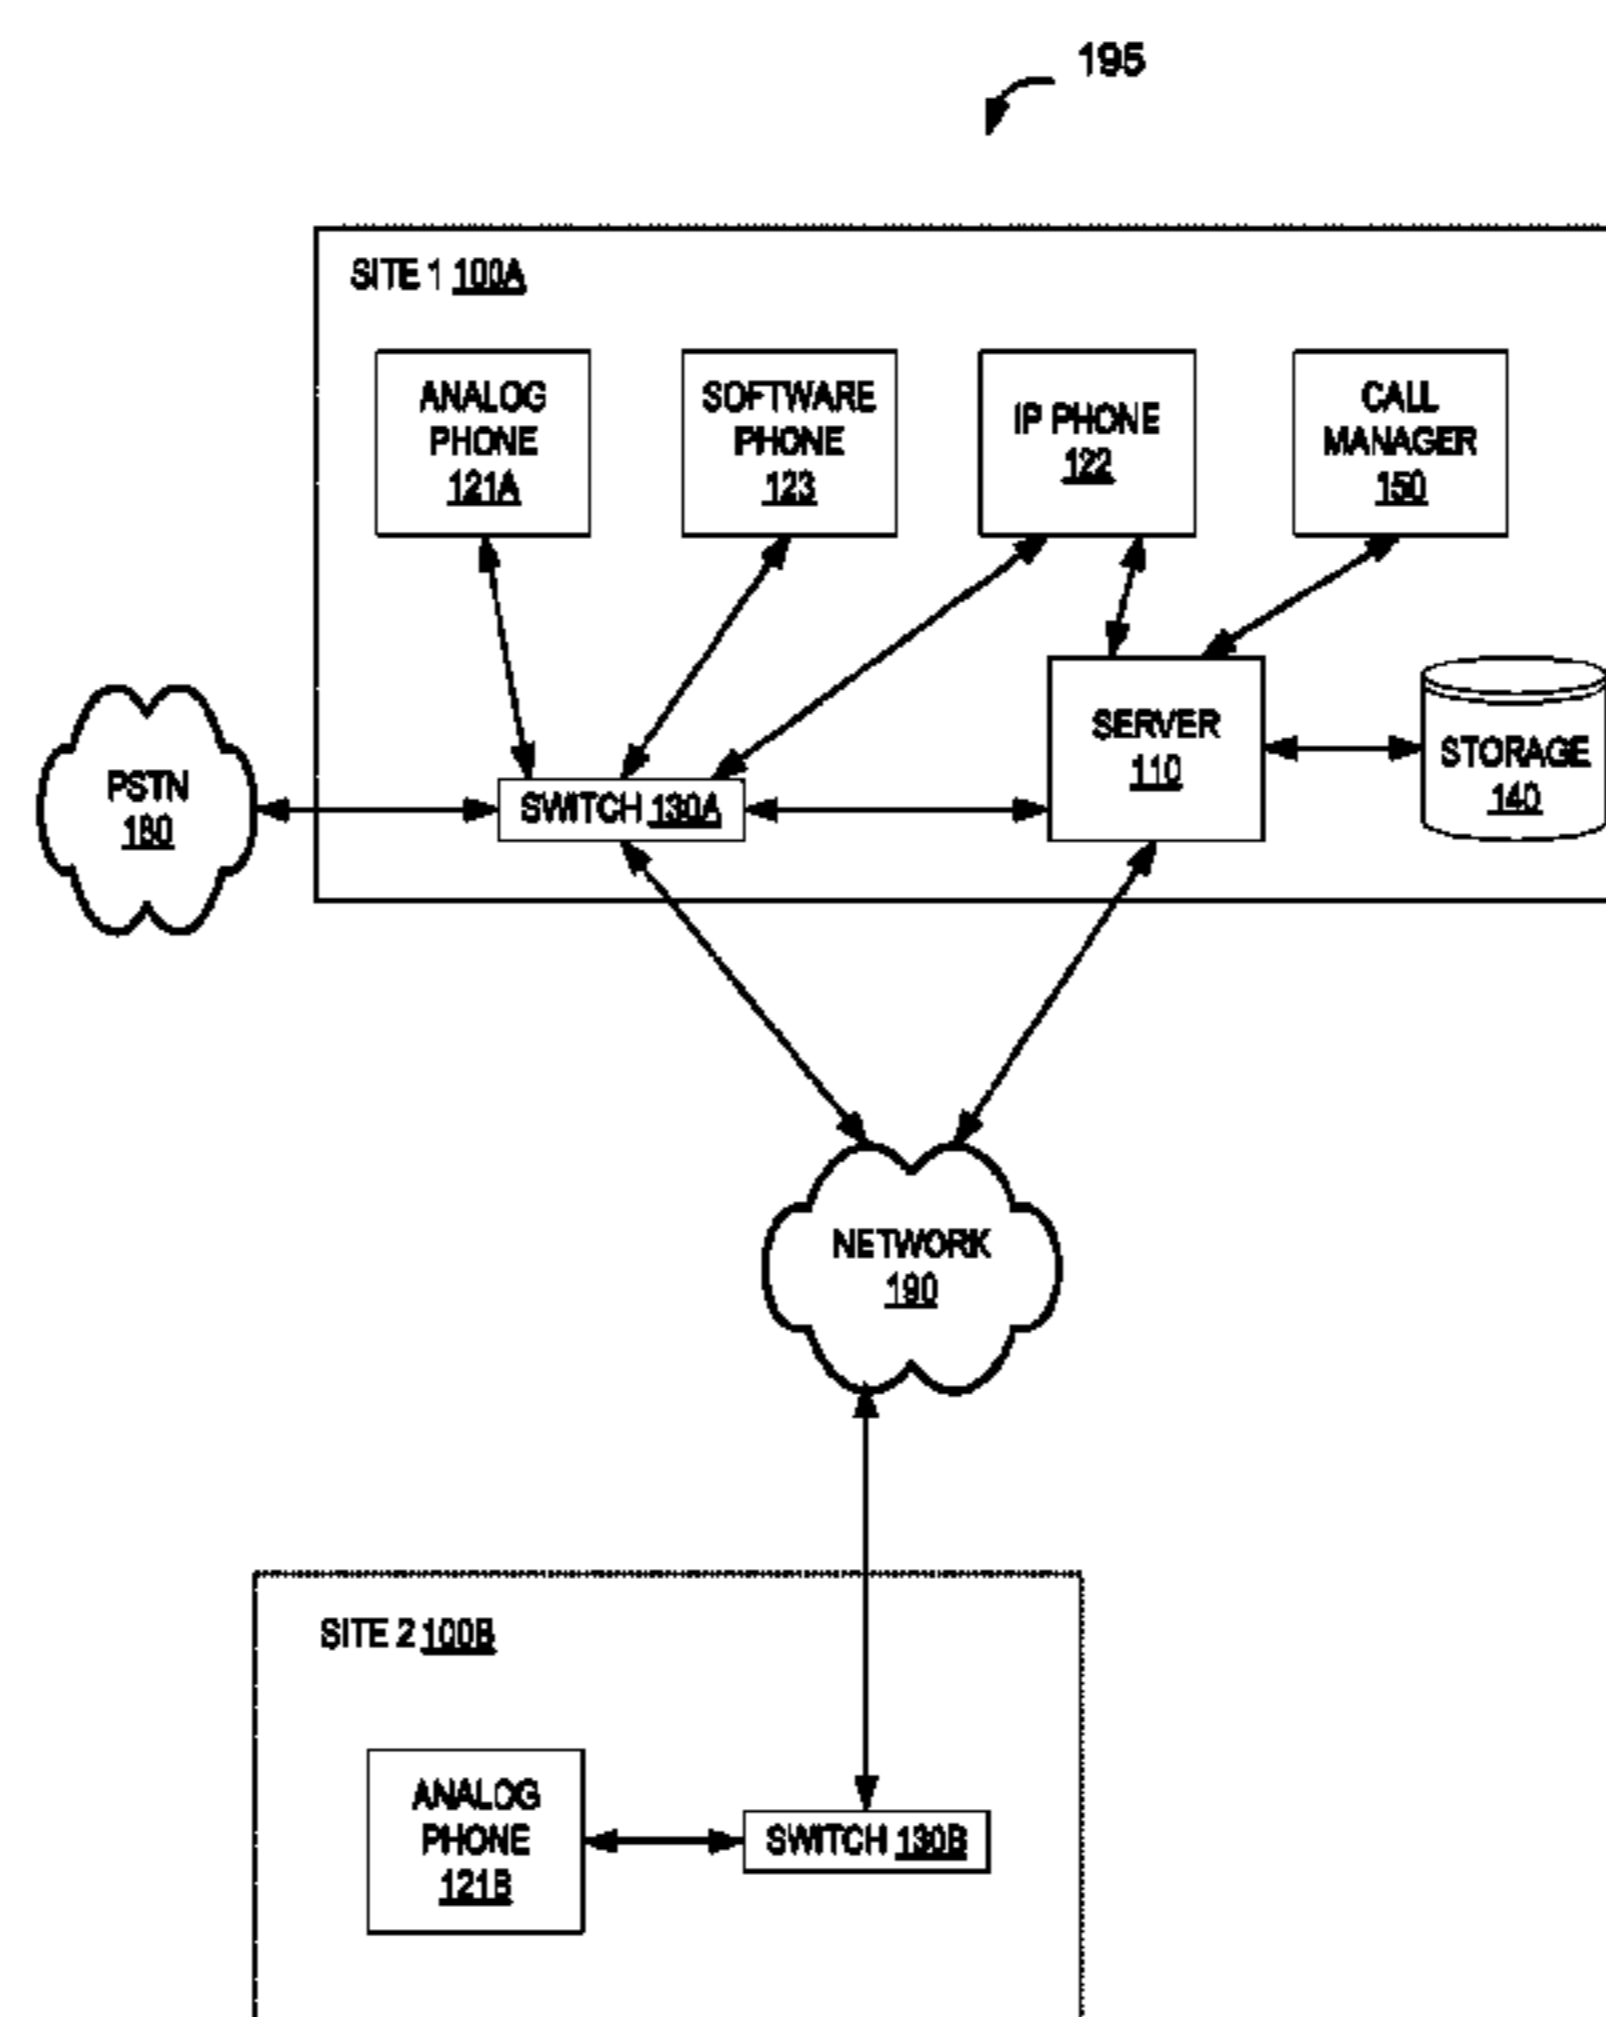 195
SITE 1 100A
ANALOG
PHONE
121A
SOFTWARE
PHONE
123
IP PHONE
122
CALL
MANAGER
150
PSTN
180
SWITCH 130A
SERVER
110
STORAGE
140
NETWORK
190
SITE 2 100B
ANALOG
PHONE
121B
SWITCH 130B